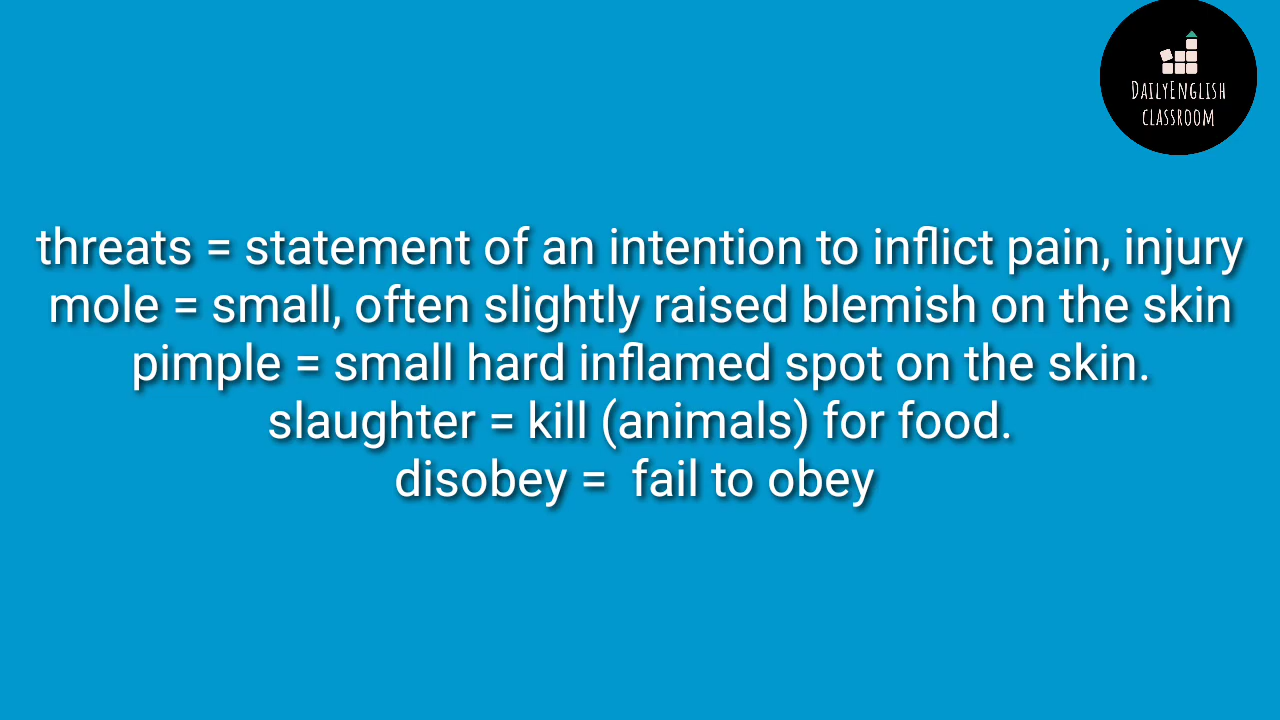 DAILYENGLISH
CLASSROOM
threats = statement of an intention to inflict pain, injury
mole = small, often slightly raised blemish on the skin
pimple = small hard inflamed spot on the skin.
slaughter = kill (animals) for food.
disobey =  fail to obey